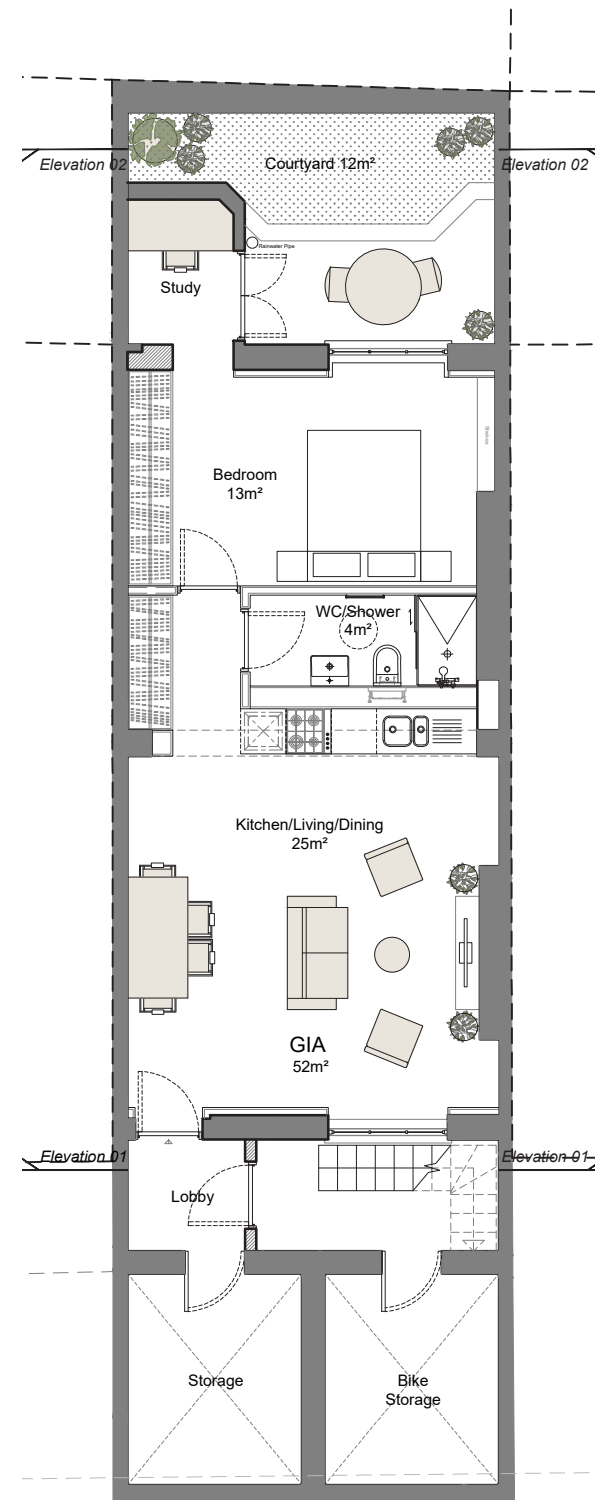 Courtyard 12m²
Elevation 02
Elevation 02
Rainwater Pipe
Study
Shelves
Bedroom
13m²
WC/Shower
4m²
Kitchen/Living/Dining
25m²
GIA
52m²
Elevation 01
Elevation 01
Lobby
Storage
Bike
Storage